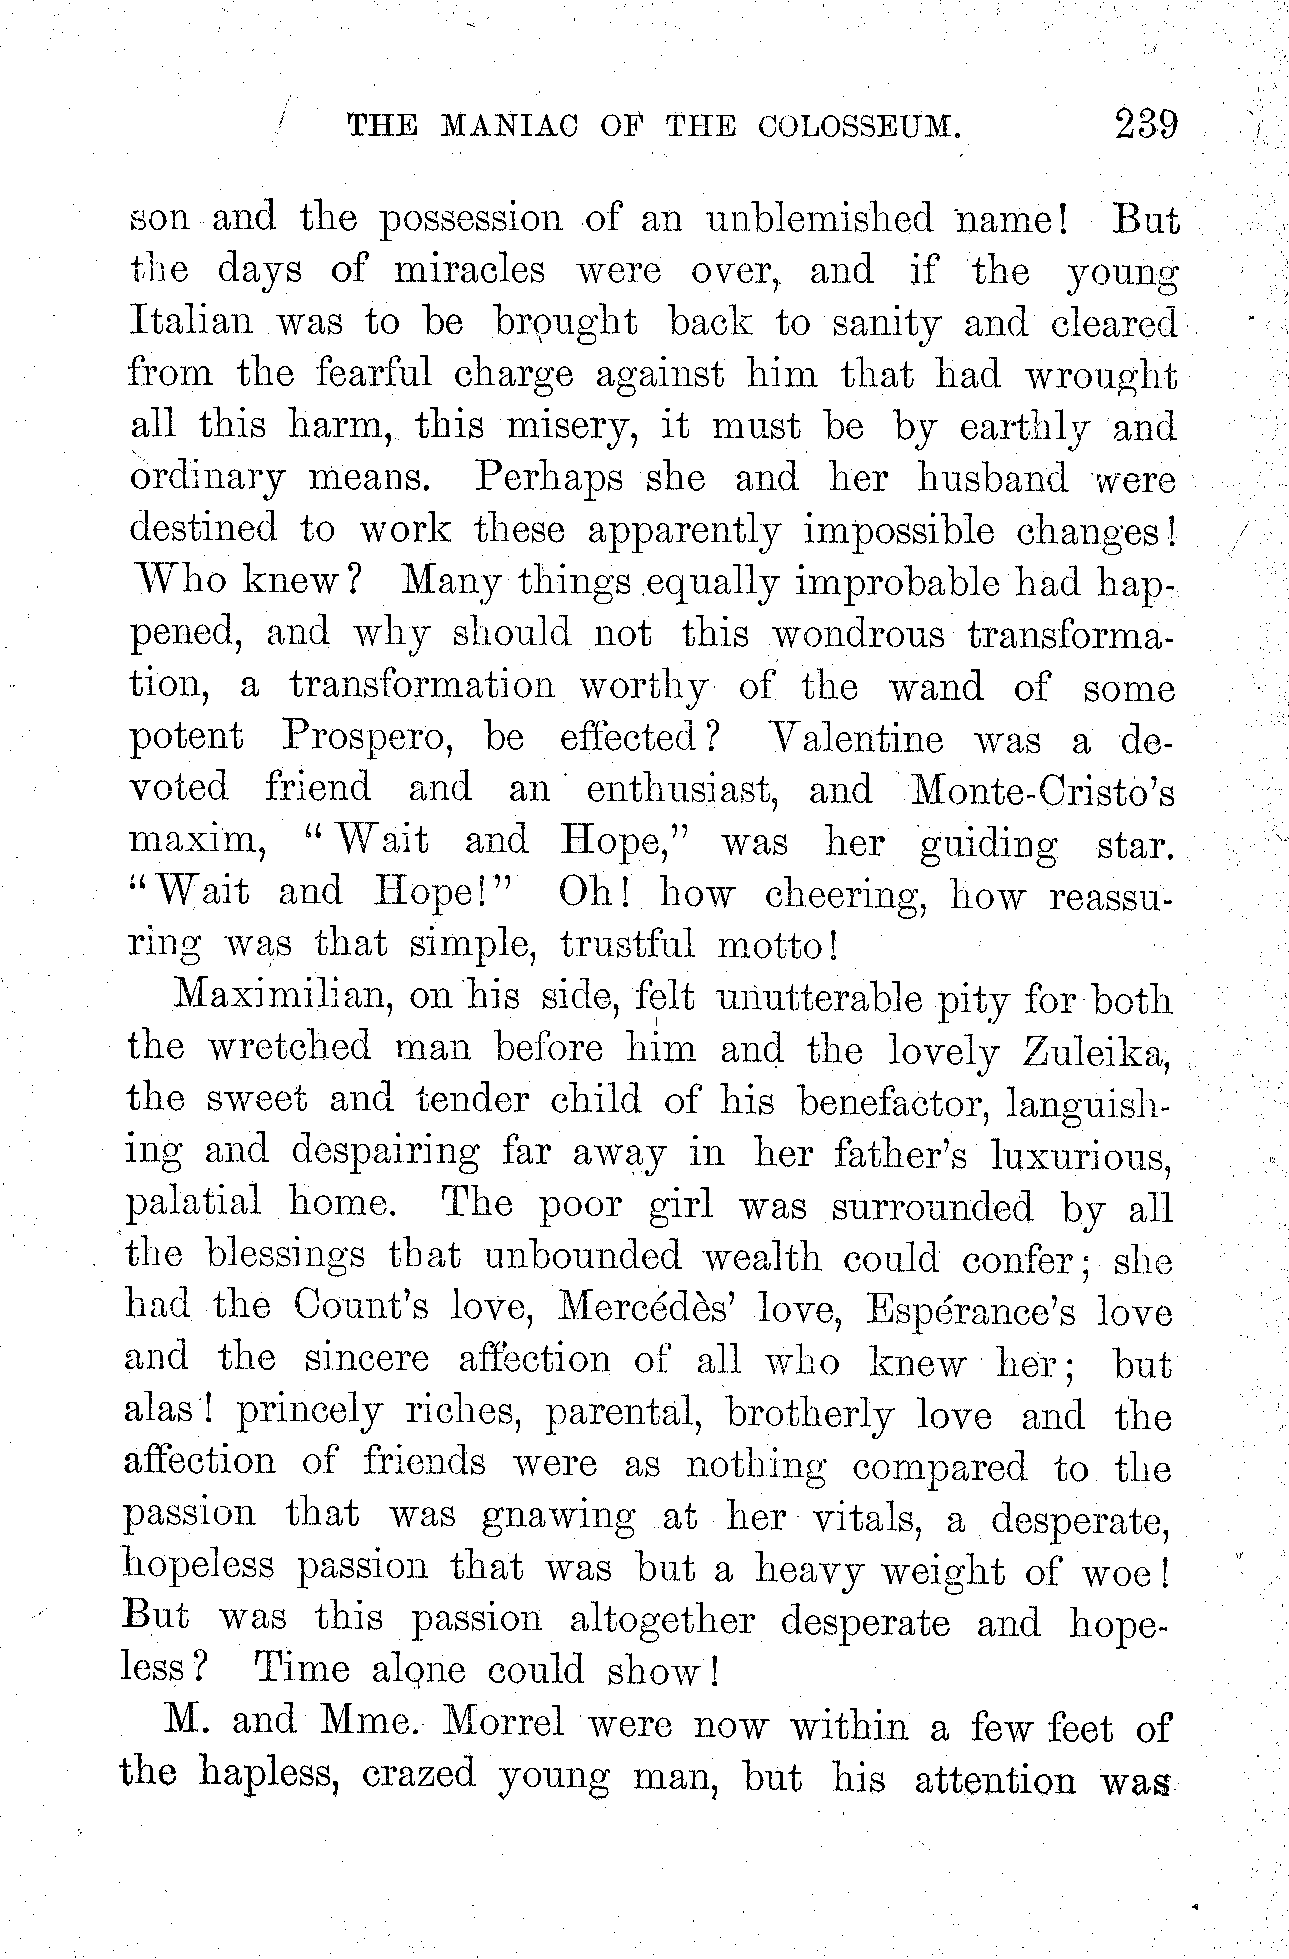 THE MANIAC OF THE COLOSSEUM. 239
son and the possession of an unblemished name! But
the days of miracles were over, and if the young
Italian was to be brought back to sanity and cleared
from the fearful charge against him that had wrought
all this harm, this misery, it must be by earthly and
ordinary means. Perhaps she and her husband were
destined to work these apparently impossible changes!
Who knew? Many things equally improbable had hap-
pened, and why should not this wondrous transforma-
tion, a transformation worthy of the wand of some
potent Prospero, be effected? Valentine was a de-
voted friend and an enthusiast, and Monte-Cristo's
maxim, "Wait and Hope," was her guiding star.
"Wait and Hope!" Oh! how cheering, how reassu-
ring was that simple, trustful motto!
Maximilian, on his side, felt unutterable pity for both
the wretched man before him and the lovely Zuleika,
the sweet and tender child of his benefactor, languish-
ing and despairing far away in her father's luxurious,
palatial home. The poor girl was surrounded by all
the blessings that unbounded wealth could confer; she
had the Count's love, Mercédès' love, Espérance's love
and the sincere affection of all who knew her; but
alas! princely riches, parental, brotherly love and the
affection of friends were as nothing compared to the
passion that was gnawing at her vitals, a desperate,
hopeless passion that was but a heavy weight of woe!
But was this passion altogether desperate and hope-
less? Time alone could show!
M. and Mme. Morrel were now within a few feet of
the hapless, crazed young man, but his attention was